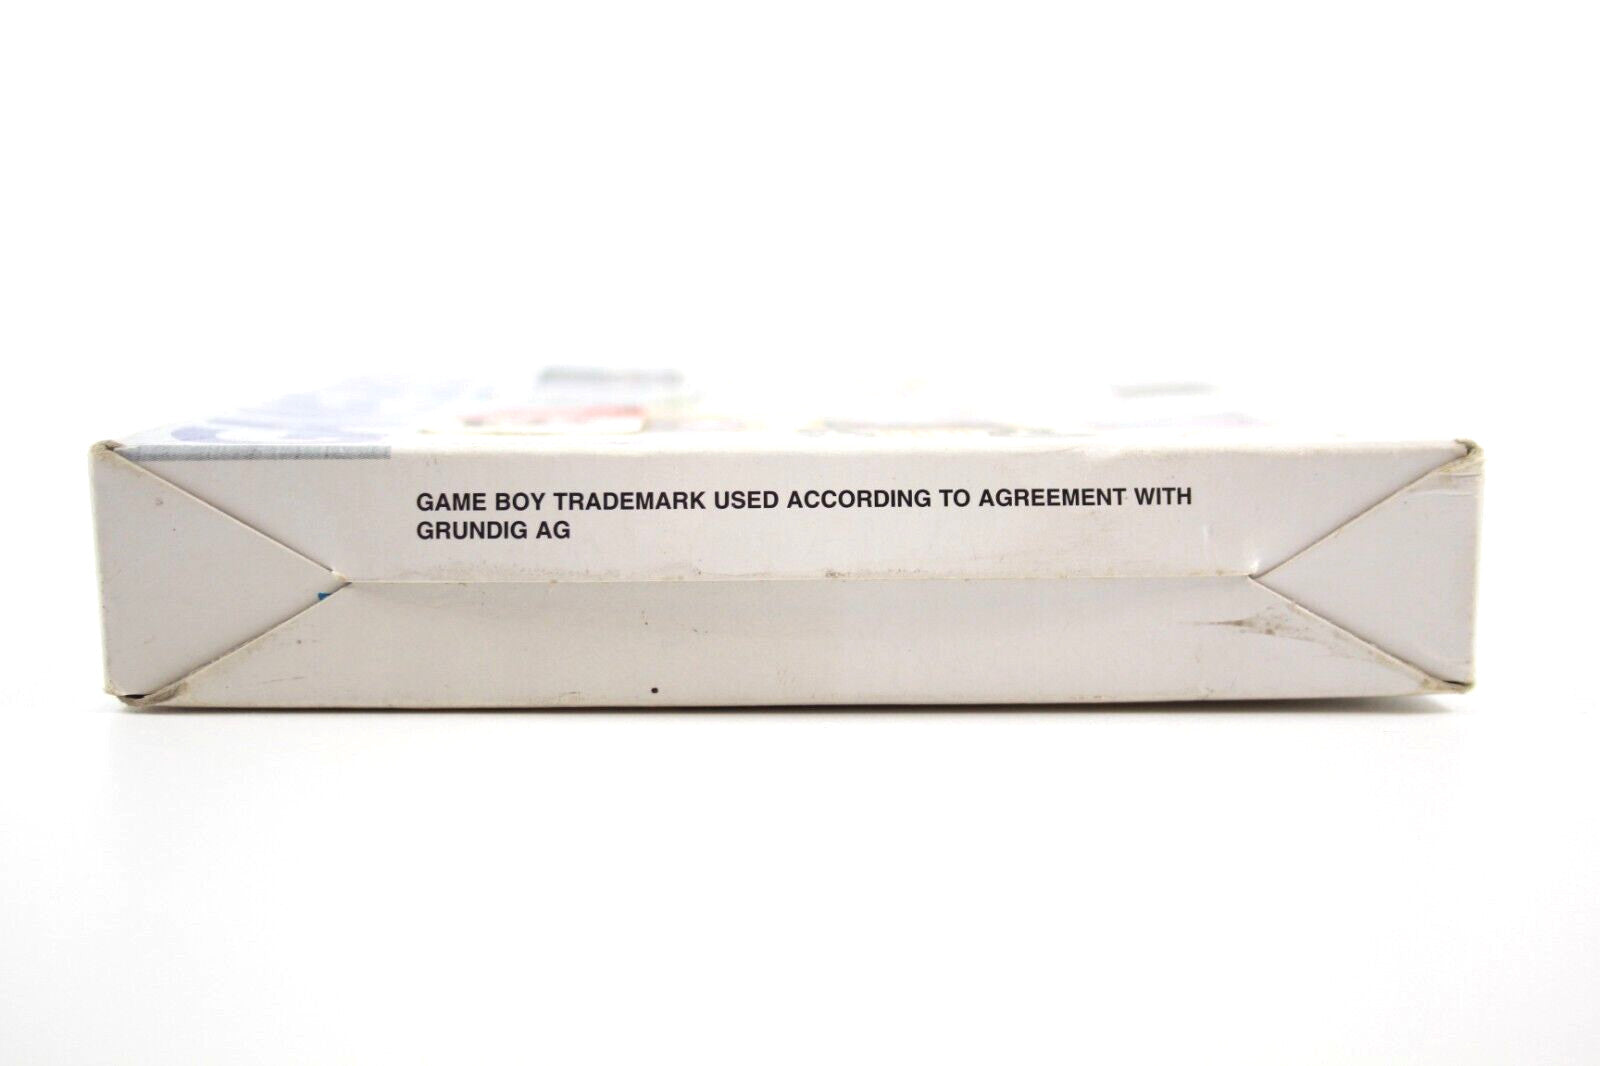 GAME BOY TRADEMARK USED ACCORDING TO AGREEMENT WITH
GRUNDIG AG